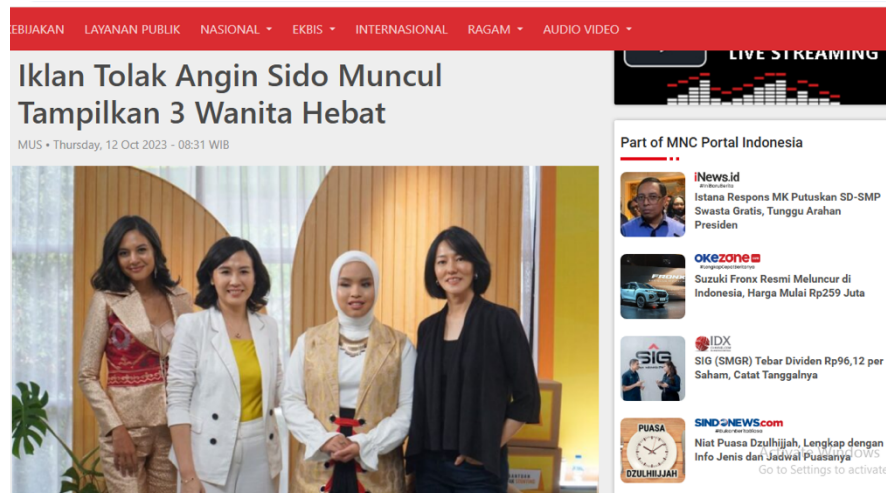 EBIJAKAN LAYANAN PUBLIK NASIONAL EKBIS INTERNASIONAL RAGAM AUDIO VIDEO
Iklan Tolak Angin Sido Muncul
Tampilkan 3 Wanita Hebat
MUS • Thursday, 12 Oct 2023 - 08:31 WIB
LIVE STREAMING
Part of MNC Portal Indonesia
iNews.id
Istana Respons MK Putuskan SD-SMP
Swasta Gratis, Tunggu Arahan
Presiden
okezone
Suzuki Fronx Resmi Meluncur di
Indonesia, Harga Mulai Rp259 Juta
FRONX
IDX
SIG (SMGR) Tebar Dividen Rp96,12 per
Saham, Catat Tanggalnya
SIG
SINDONEWS.com
Niat Puasa Dzulhijjah, Lengkap dengan
Info Jenis dan Jadwal Puasanya
PUASA
DZULHIJJAH
Activate Windows
Go to Settings to activate